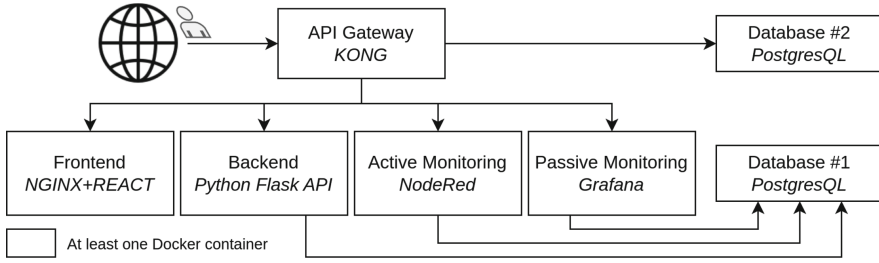 API Gateway
KONG
Database #2
PostgresQL
Frontend
NGINX+REACT
Backend
Python Flask API
Active Monitoring
NodeRed
Passive Monitoring
Grafana
Database #1
PostgresQL
At least one Docker container